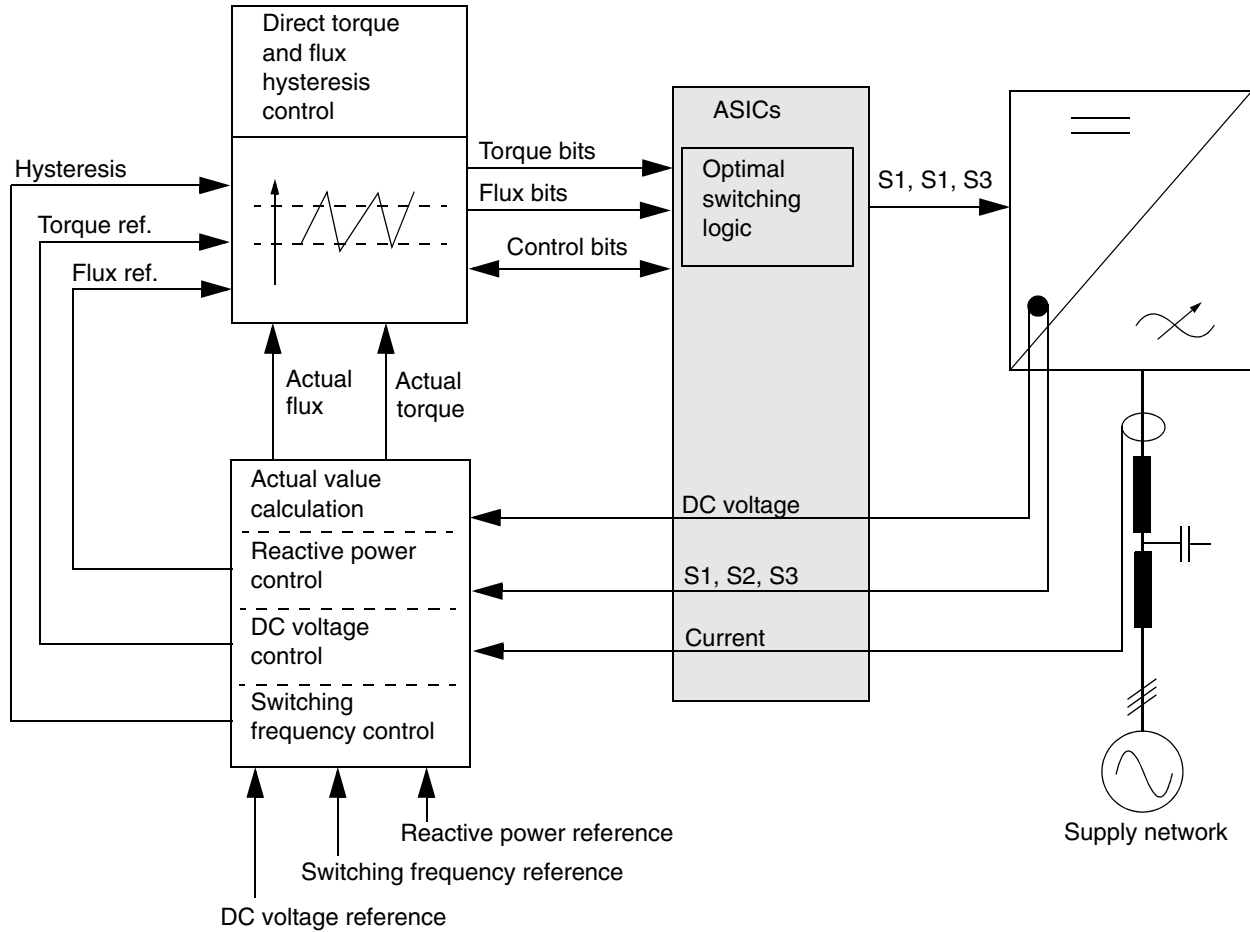 Direct torque
and flux
hysteresis
control
ASICs
Hysteresis
Torque ref.
Flux ref.
Torque bits
Flux bits
Control bits
Optimal
switching
logic
S1, S1, S3
Actual
flux
Actual
torque
Actual value
calculation
Reactive power
control
DC voltage
control
Switching
frequency control
DC voltage
S1, S2, S3
Current
Reactive power reference
Switching frequency reference
DC voltage reference
Supply network